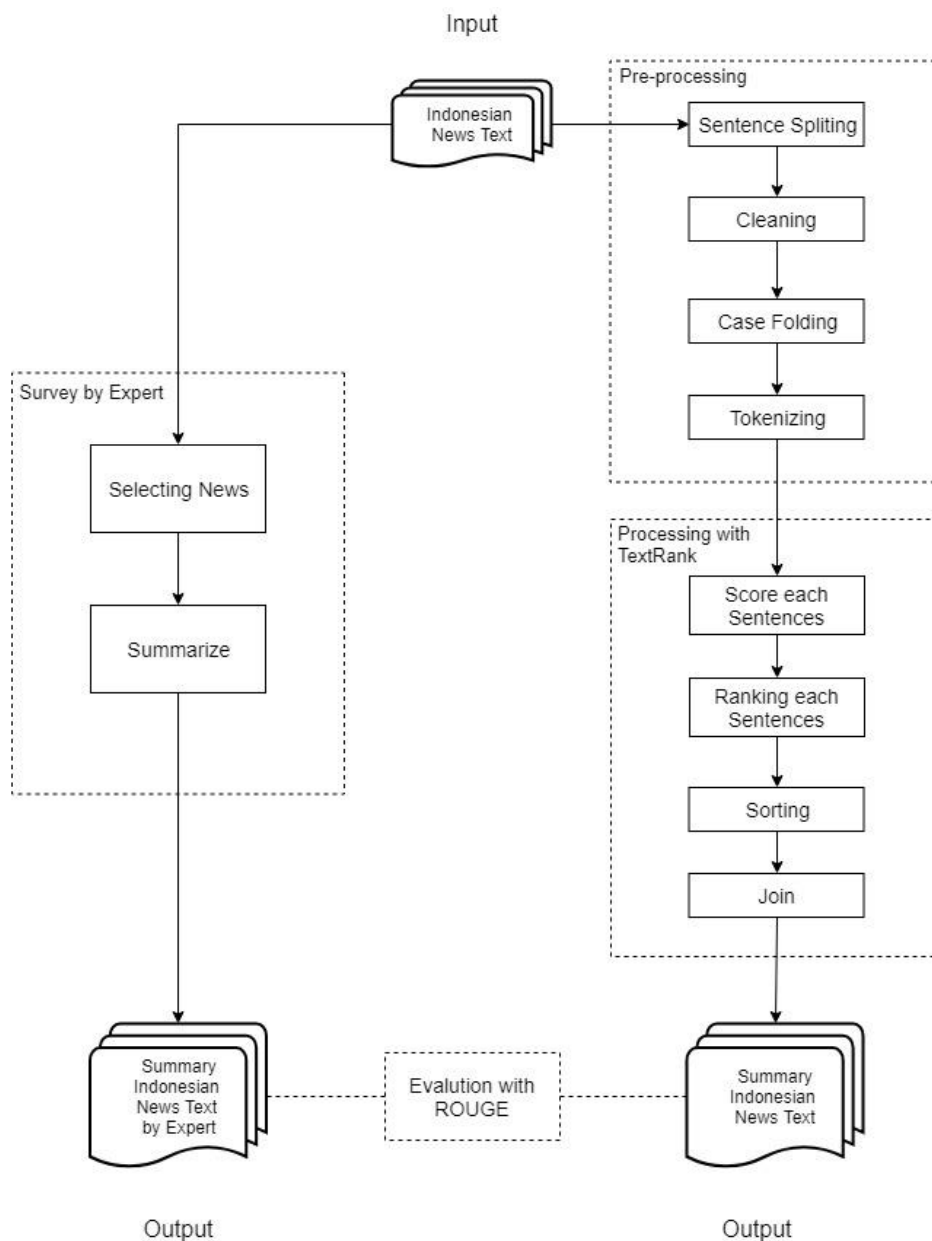 Input
Indonesian
News Text
Pre-processing
Sentence Spliting
Cleaning
Case Folding
Tokenizing
Survey by Expert
Selecting News
Summarize
Processing with
TextRank
Score each
Sentences
Ranking each
Sentences
Sorting
Join
Summary
Indonesian
News Text
by Expert
Evalution with
ROUGE
Summary
Indonesian
News Text
Output
Output